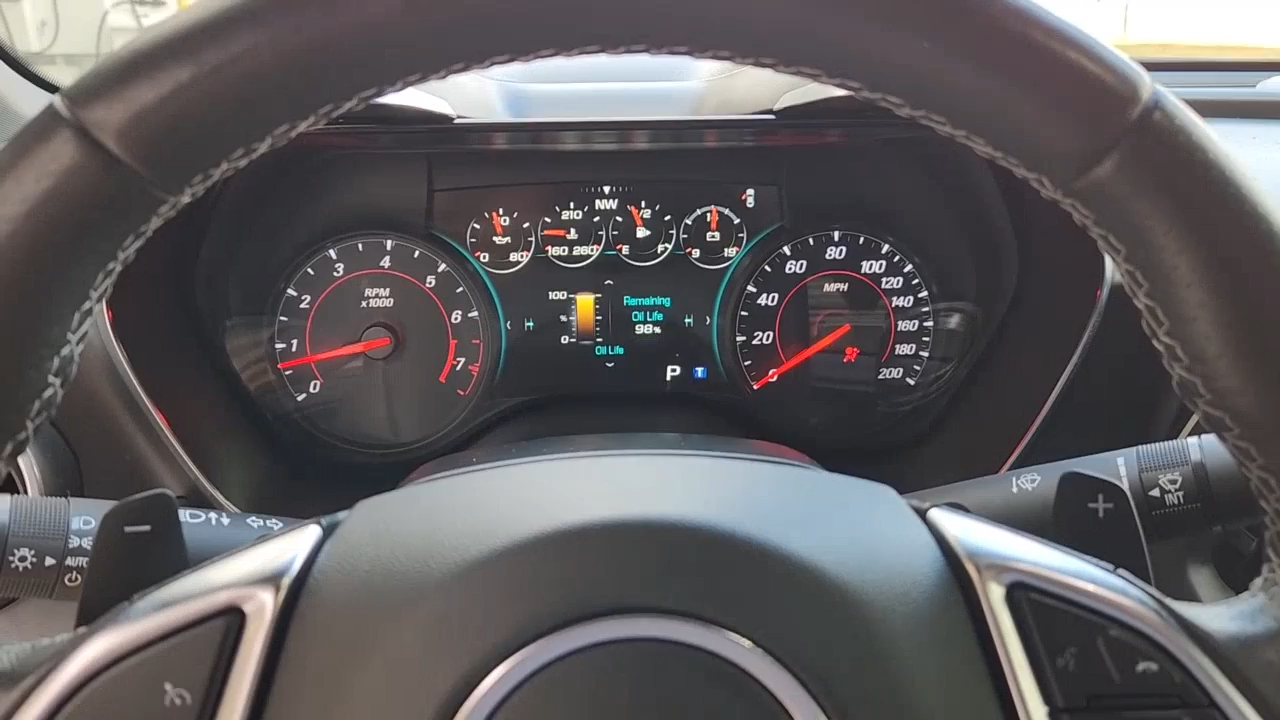 NW
210
0 80
160 260
1/2
E F
9 19
RPM
x1000
0
1
2
3
4
5
6
7
100
%
0
Remaining
Oil Life
98%
Oil Life
P T
MPH
0
20
40
60
80
100
120
140
160
180
200
−
AUTO
+
INT